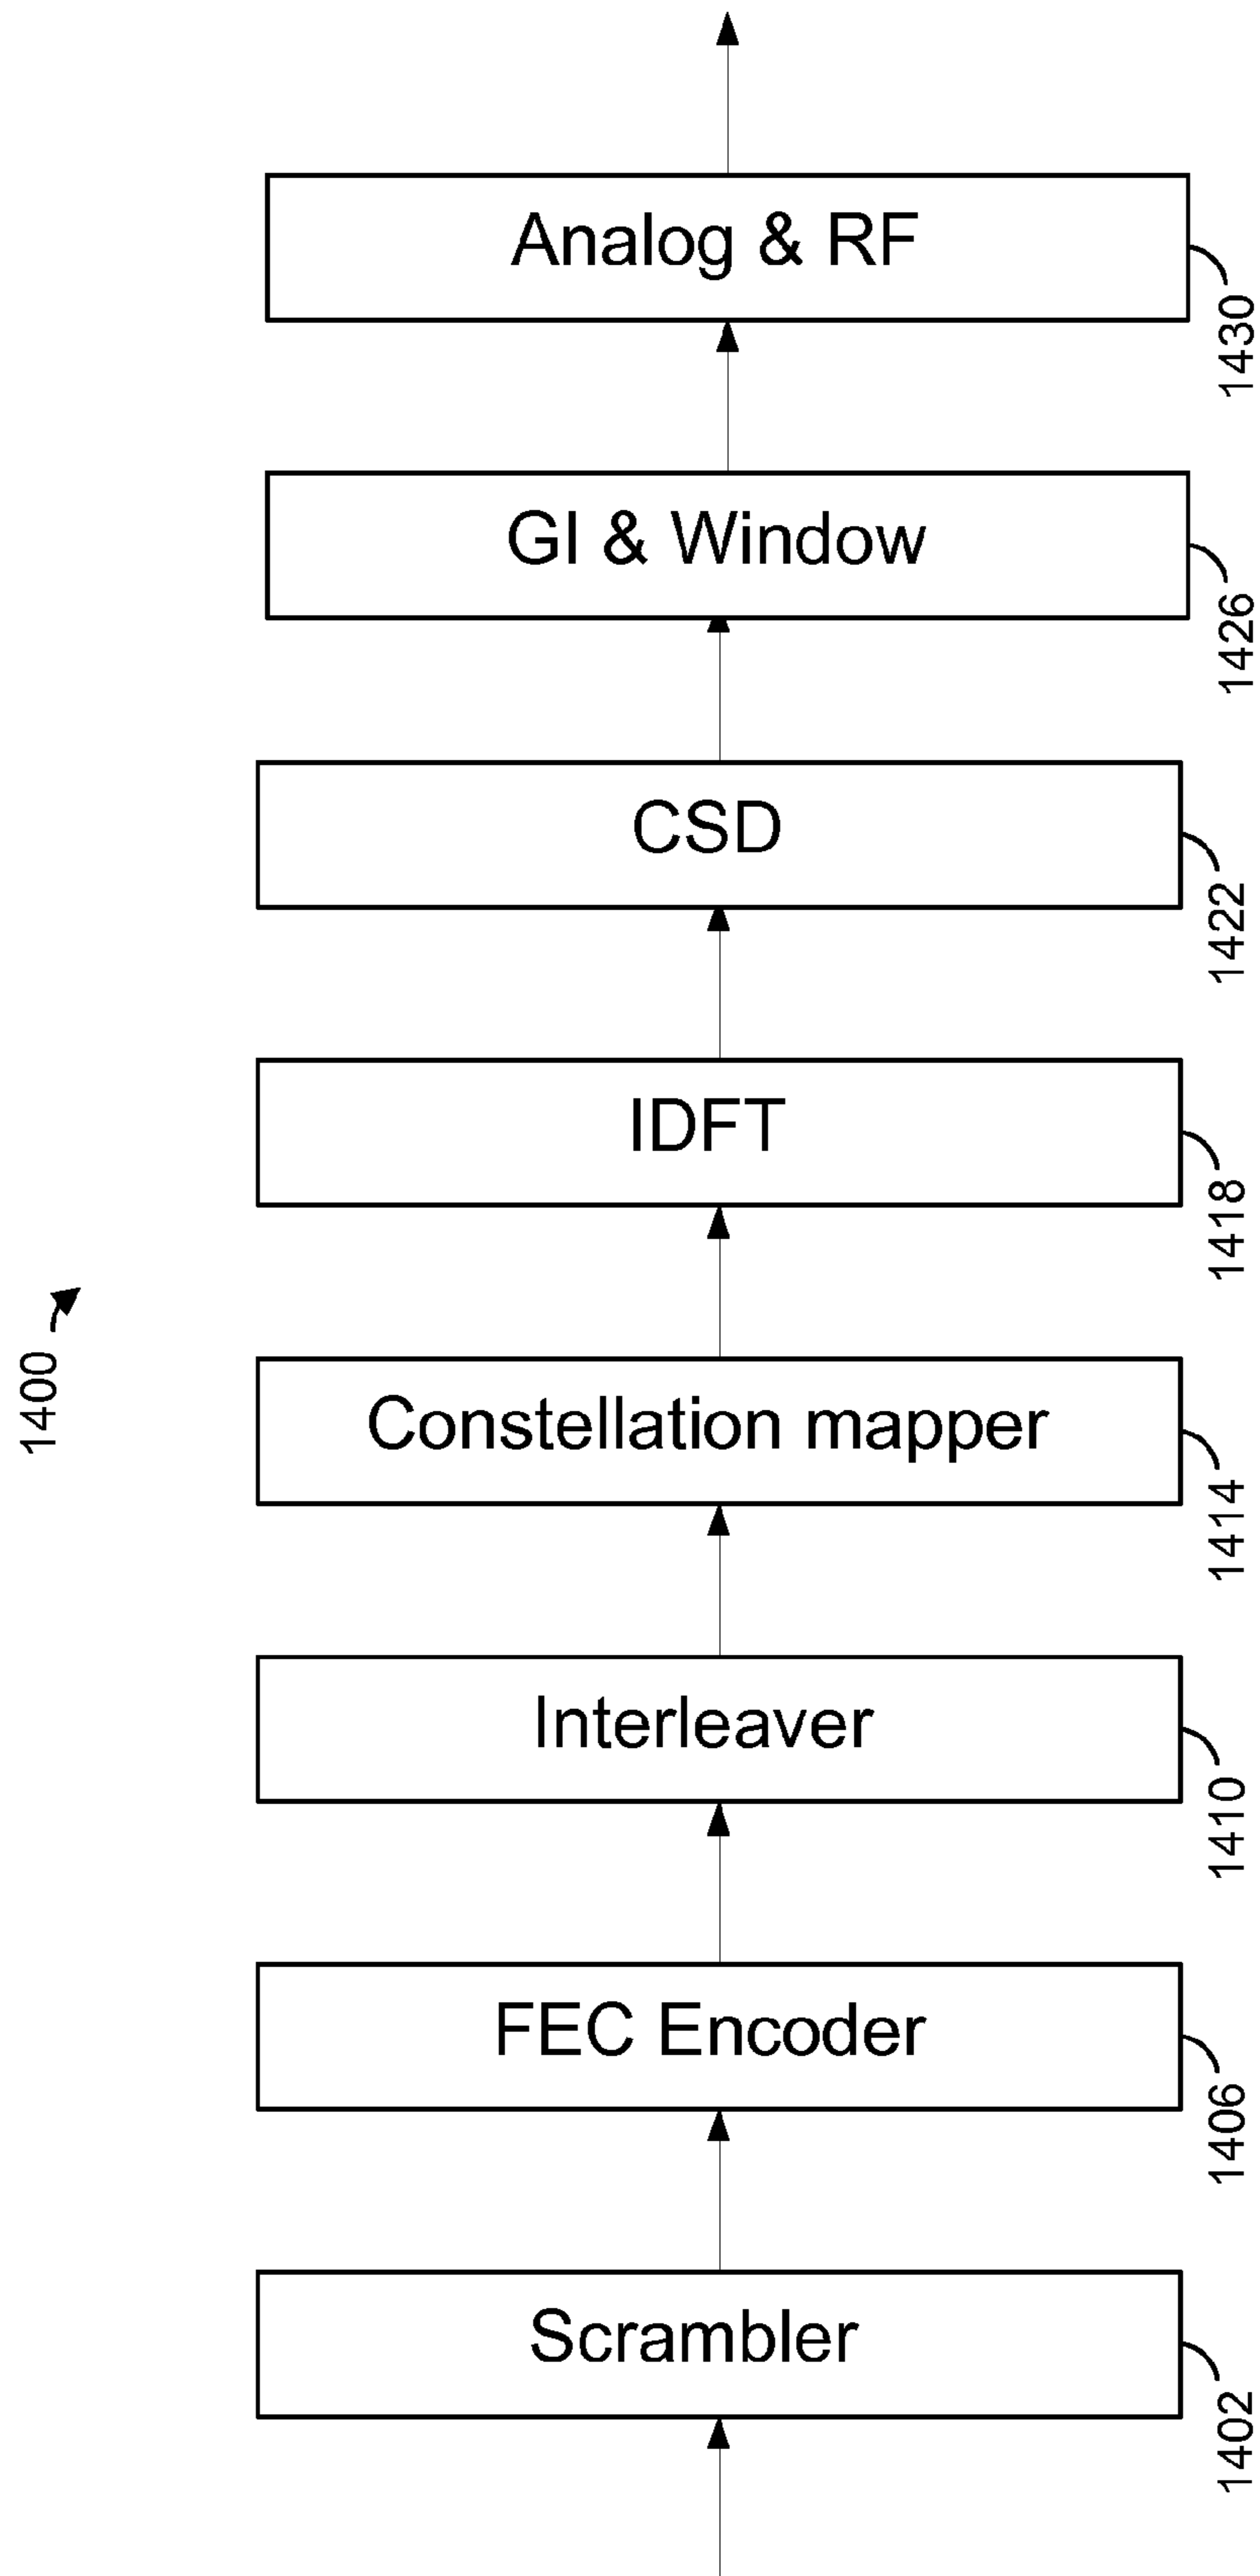 Analog & RF
1430
GI & Window
1426
CSD
1422
IDFT
1418
1400
Constellation mapper
1414
Interleaver
1410
FEC Encoder
1406
Scrambler
1402